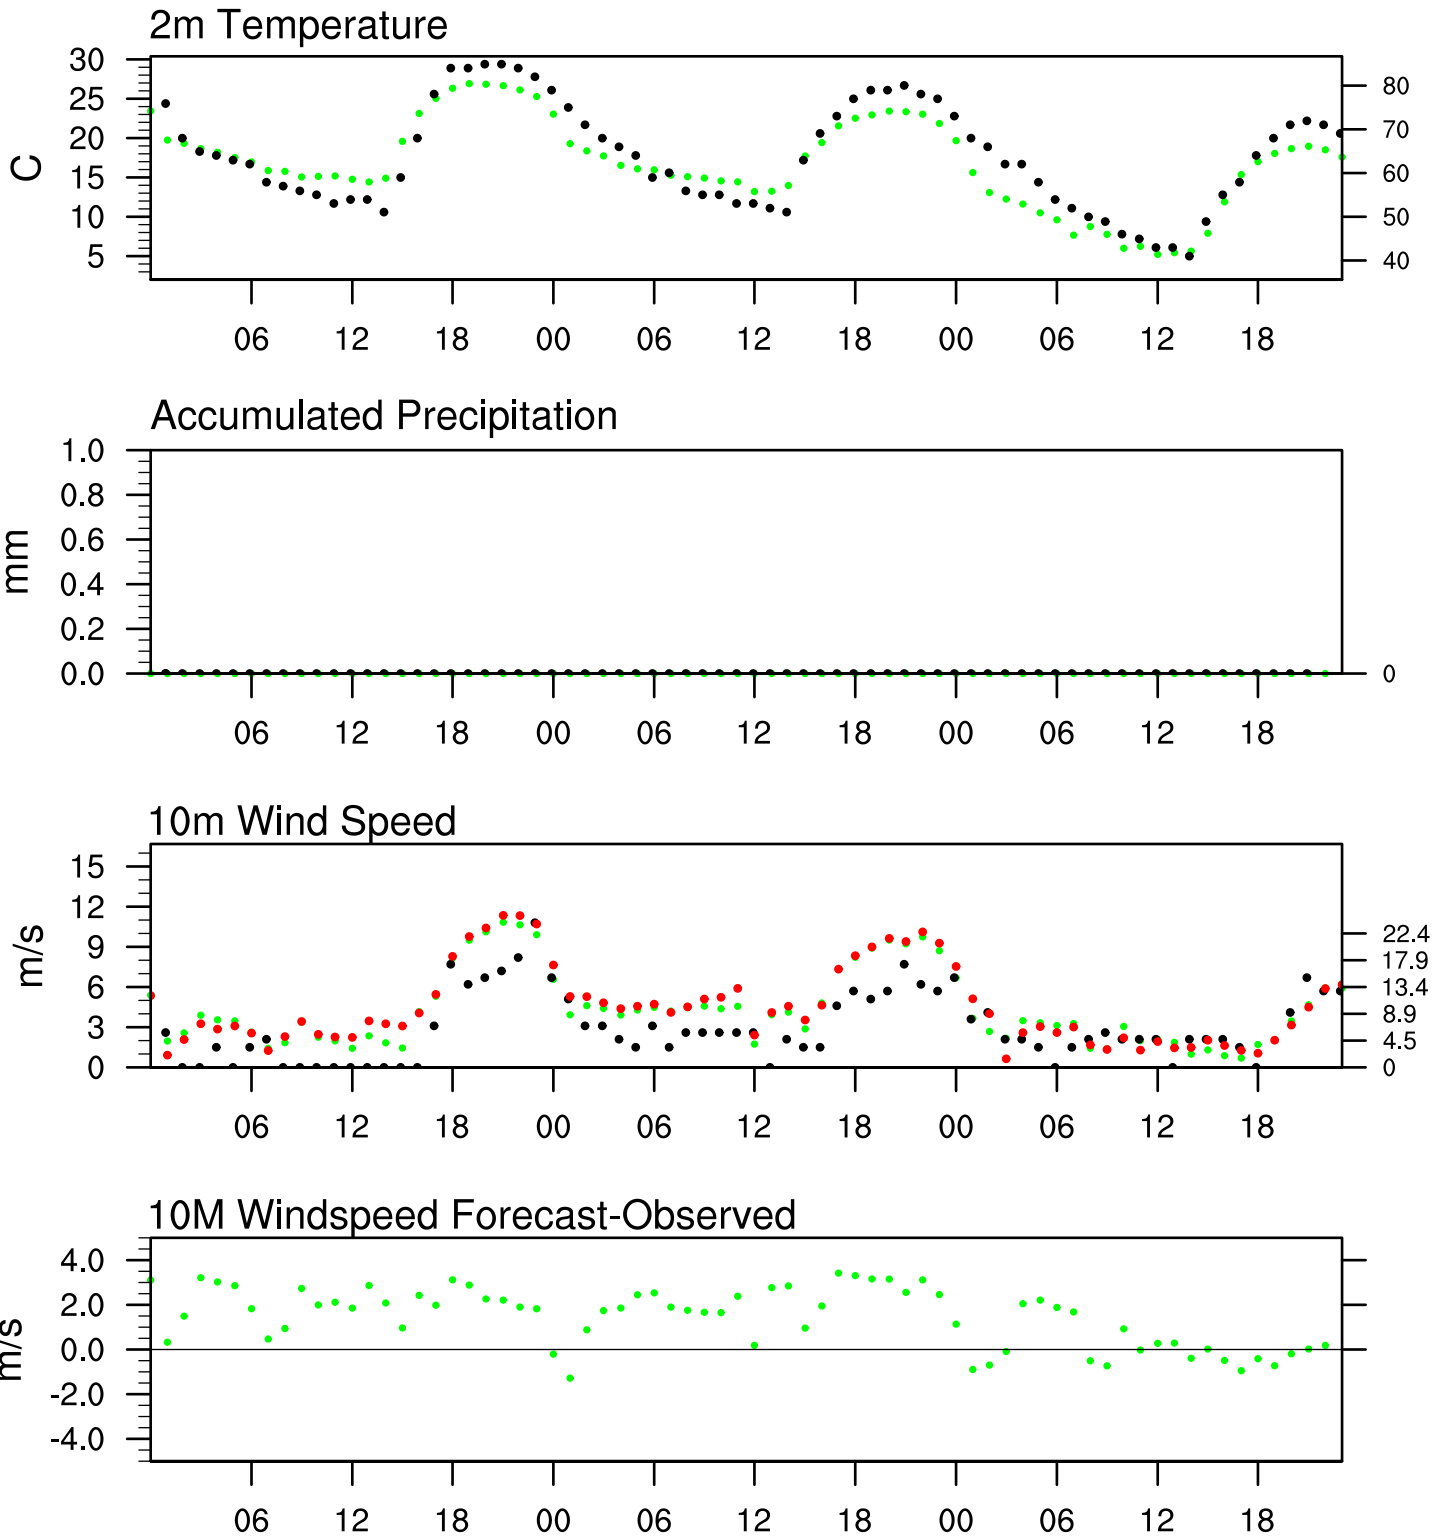 2m Temperature
30
25
20
15
10
5
C
80
70
60
50
40
06 12 18 00 06 12 18 00 06 12 18
Accumulated Precipitation
1.0
0.8
0.6
0.4
0.2
0.0
mm
0
06 12 18 00 06 12 18 00 06 12 18
10m Wind Speed
15
12
9
6
3
0
m/s
22.4
17.9
13.4
8.9
4.5
0
06 12 18 00 06 12 18 00 06 12 18
10M Windspeed Forecast-Observed
4.0
2.0
0.0
-2.0
-4.0
m/s
06 12 18 00 06 12 18 00 06 12 18